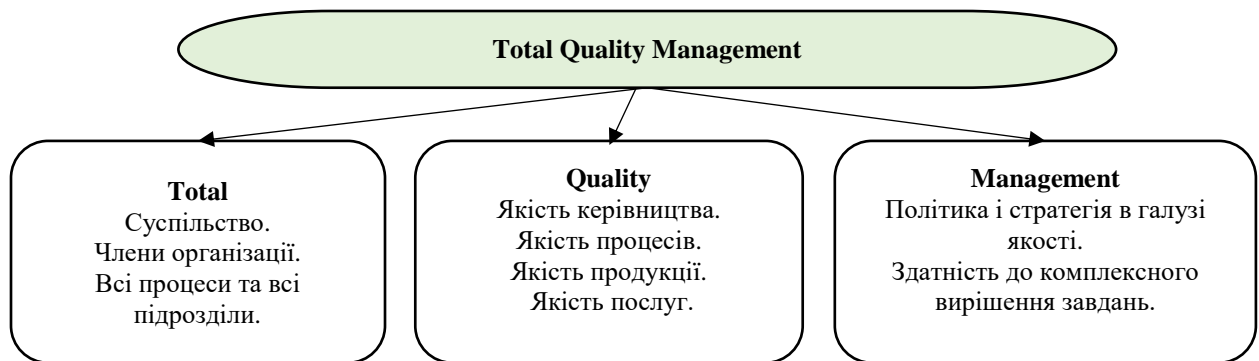 Total Quality Management
Total
Суспільство.
Члени організації.
Всі процеси та всі
підрозділи.
Quality
Якість керівництва.
Якість процесів.
Якість продукції.
Якість послуг.
Management
Політика і стратегія в галузі
якості.
Здатність до комплексного
вирішення завдань.